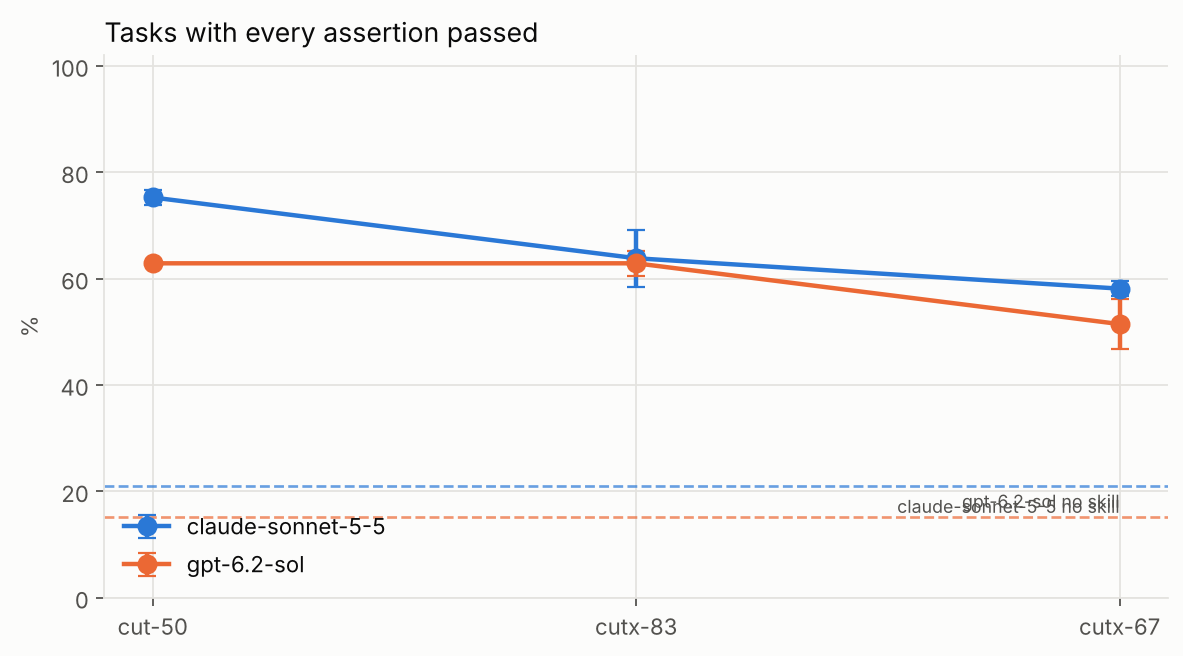 Tasks with every assertion passed
100
80
60
40
20
0
%
gpt-6.2-sol no skill
claude-sonnet-5-5 no skill
claude-sonnet-5-5
gpt-6.2-sol
cut-50
cutx-83
cutx-67